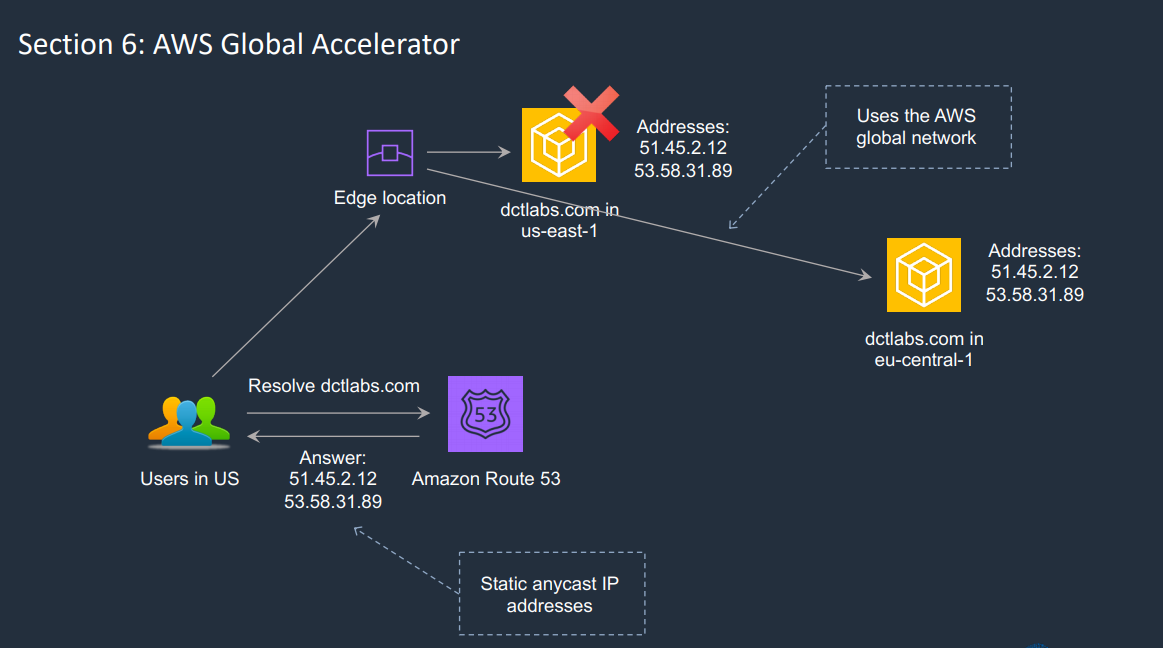 Section 6: AWS Global Accelerator
Addresses:
51.45.2.12
53.58.31.89
Uses the AWS
global network
Edge location
dctlabs.com in
us-east-1
Addresses:
51.45.2.12
53.58.31.89
dctlabs.com in
eu-central-1
Resolve dctlabs.com
53
Users in US
Answer:
51.45.2.12
53.58.31.89
Amazon Route 53
Static anycast IP
addresses